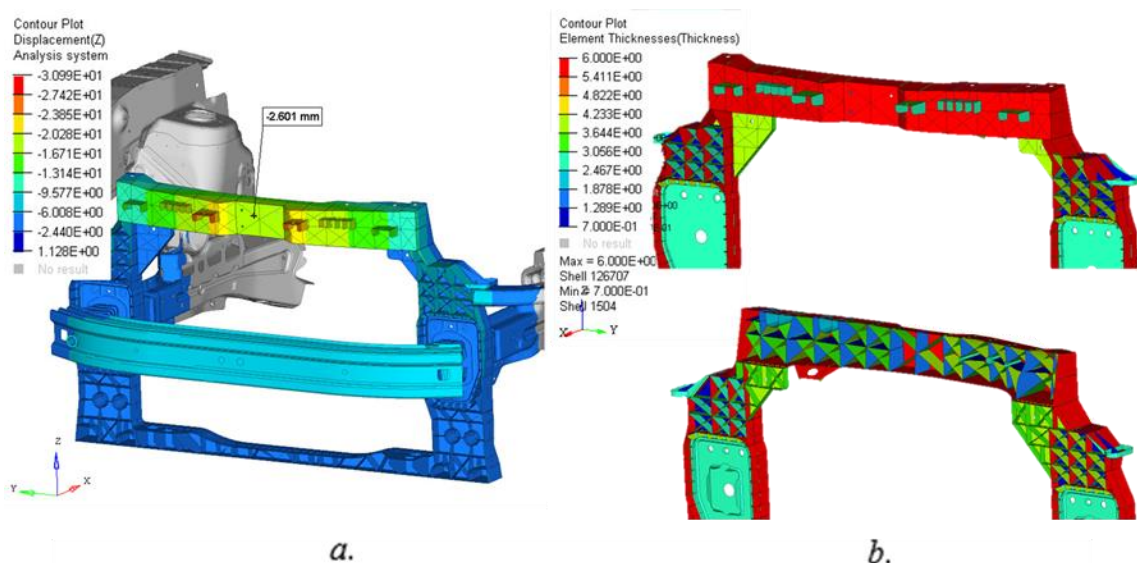 Contour Plot
Displacement(Z)
Analysis system
-3.099E+01
-2.742E+01
-2.385E+01
-2.028E+01
-1.671E+01
-1.314E+01
-9.577E+00
-6.008E+00
-2.440E+00
1.128E+00
No result
-2.601 mm
Z
Y
X
a.
Contour Plot
Element Thicknesses(Thickness)
6.000E+00
5.411E+00
4.822E+00
4.233E+00
3.644E+00
3.056E+00
2.467E+00
1.878E+00
1.289E+00
7.000E-01
No result
Max = 6.000E+00
Shell 126707
Min = 7.000E-01
Shell 1504
Z
X
Y
b.